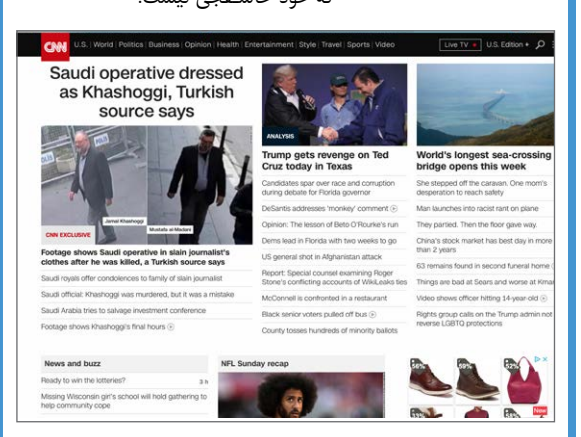 که خود خاشقجی نیست.
CNN U.S. | World | Politics | Business | Opinion | Health | Entertainment | Style | Travel | Sports | Video Live TV U.S. Edition +
Saudi operative dressed
as Khashoggi, Turkish
source says
Jamal Khashoggi
Mustafa al-Madani
CNN EXCLUSIVE
Footage shows Saudi operative in slain journalist's
clothes after he was killed, a Turkish source says
Saudi royals offer condolences to family of slain journalist
Saudi official: Khashoggi was murdered, but it was a mistake
Saudi Arabia tries to salvage investment conference
Footage shows Khashoggi's final hours
ANALYSIS
Trump gets revenge on Ted
Cruz today in Texas
Candidates spar over race and corruption
during debate for Florida governor
DeSantis addresses 'monkey' comment
Opinion: The lesson of Beto O'Rourke's run
Dems lead in Florida with two weeks to go
US general shot in Afghanistan attack
Report: Special counsel examining Roger
Stone's conflicting accounts of WikiLeaks ties
McConnell is confronted in a restaurant
Black senior voters pulled off bus
County tosses hundreds of minority ballots
World's longest sea-crossing
bridge opens this week
She stepped off the caravan. One mom's
desperation to reach safety
Man launches into racist rant on plane
They partied. Then the floor gave way.
China's stock market has best day in more
than 2 years
63 remains found in second funeral home
Things are bad at Sears and worse at Kmar
Video shows officer hitting 14-year-old
Rights group calls on the Trump admin not
reverse LGBTQ protections
News and buzz
Ready to win the lotteries? 3 h
Missing Wisconsin girl's school will hold gathering to
help community cope
NFL Sunday recap
56%
59%
52%
33%
58%
New